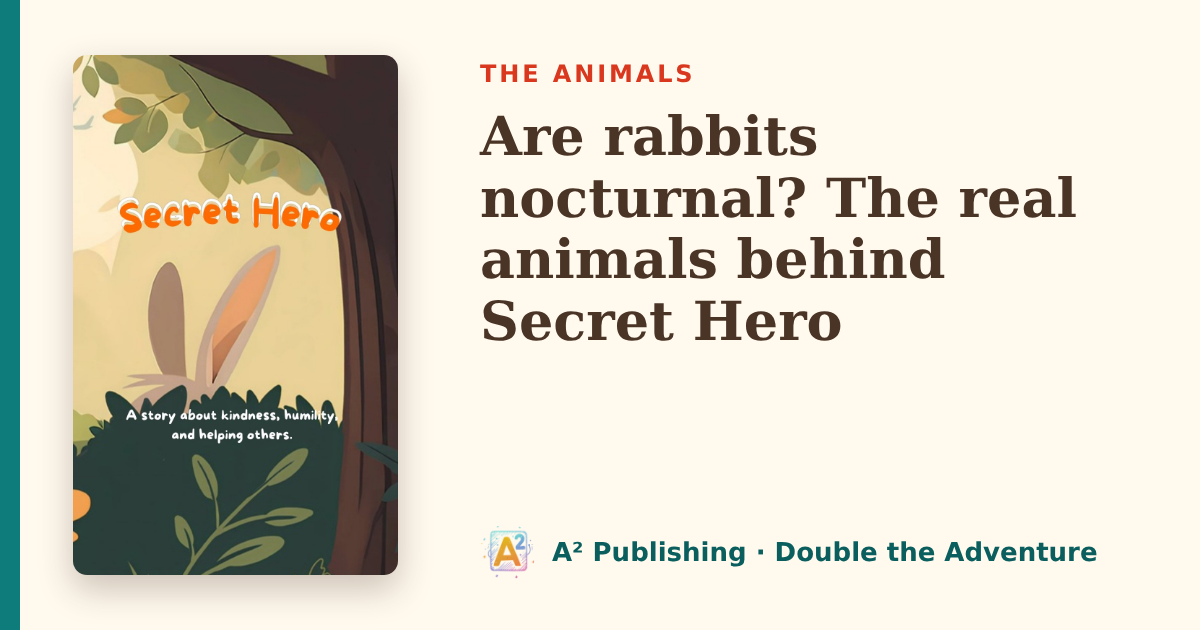 Secret Hero
A story about kindness, humility,
and helping others.
THE ANIMALS
Are rabbits
nocturnal? The real
animals behind
Secret Hero
A²
A² Publishing · Double the Adventure